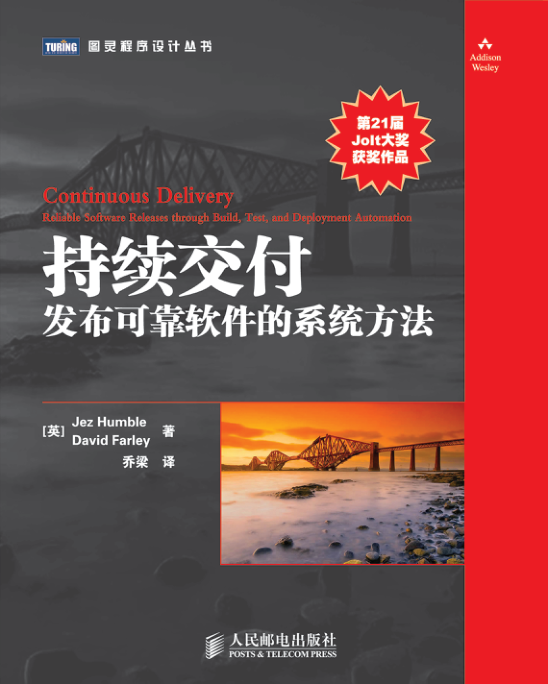 TURING 图灵程序设计丛书
Addison
Wesley
第21届
Jolt大奖
获奖作品
Continuous Delivery
Reliable Software Releases through Build, Test, and Deployment Automation
持续交付
发布可靠软件的系统方法
[英] Jez Humble
David Farley 著
乔梁 译
人民邮电出版社
POSTS & TELECOM PRESS